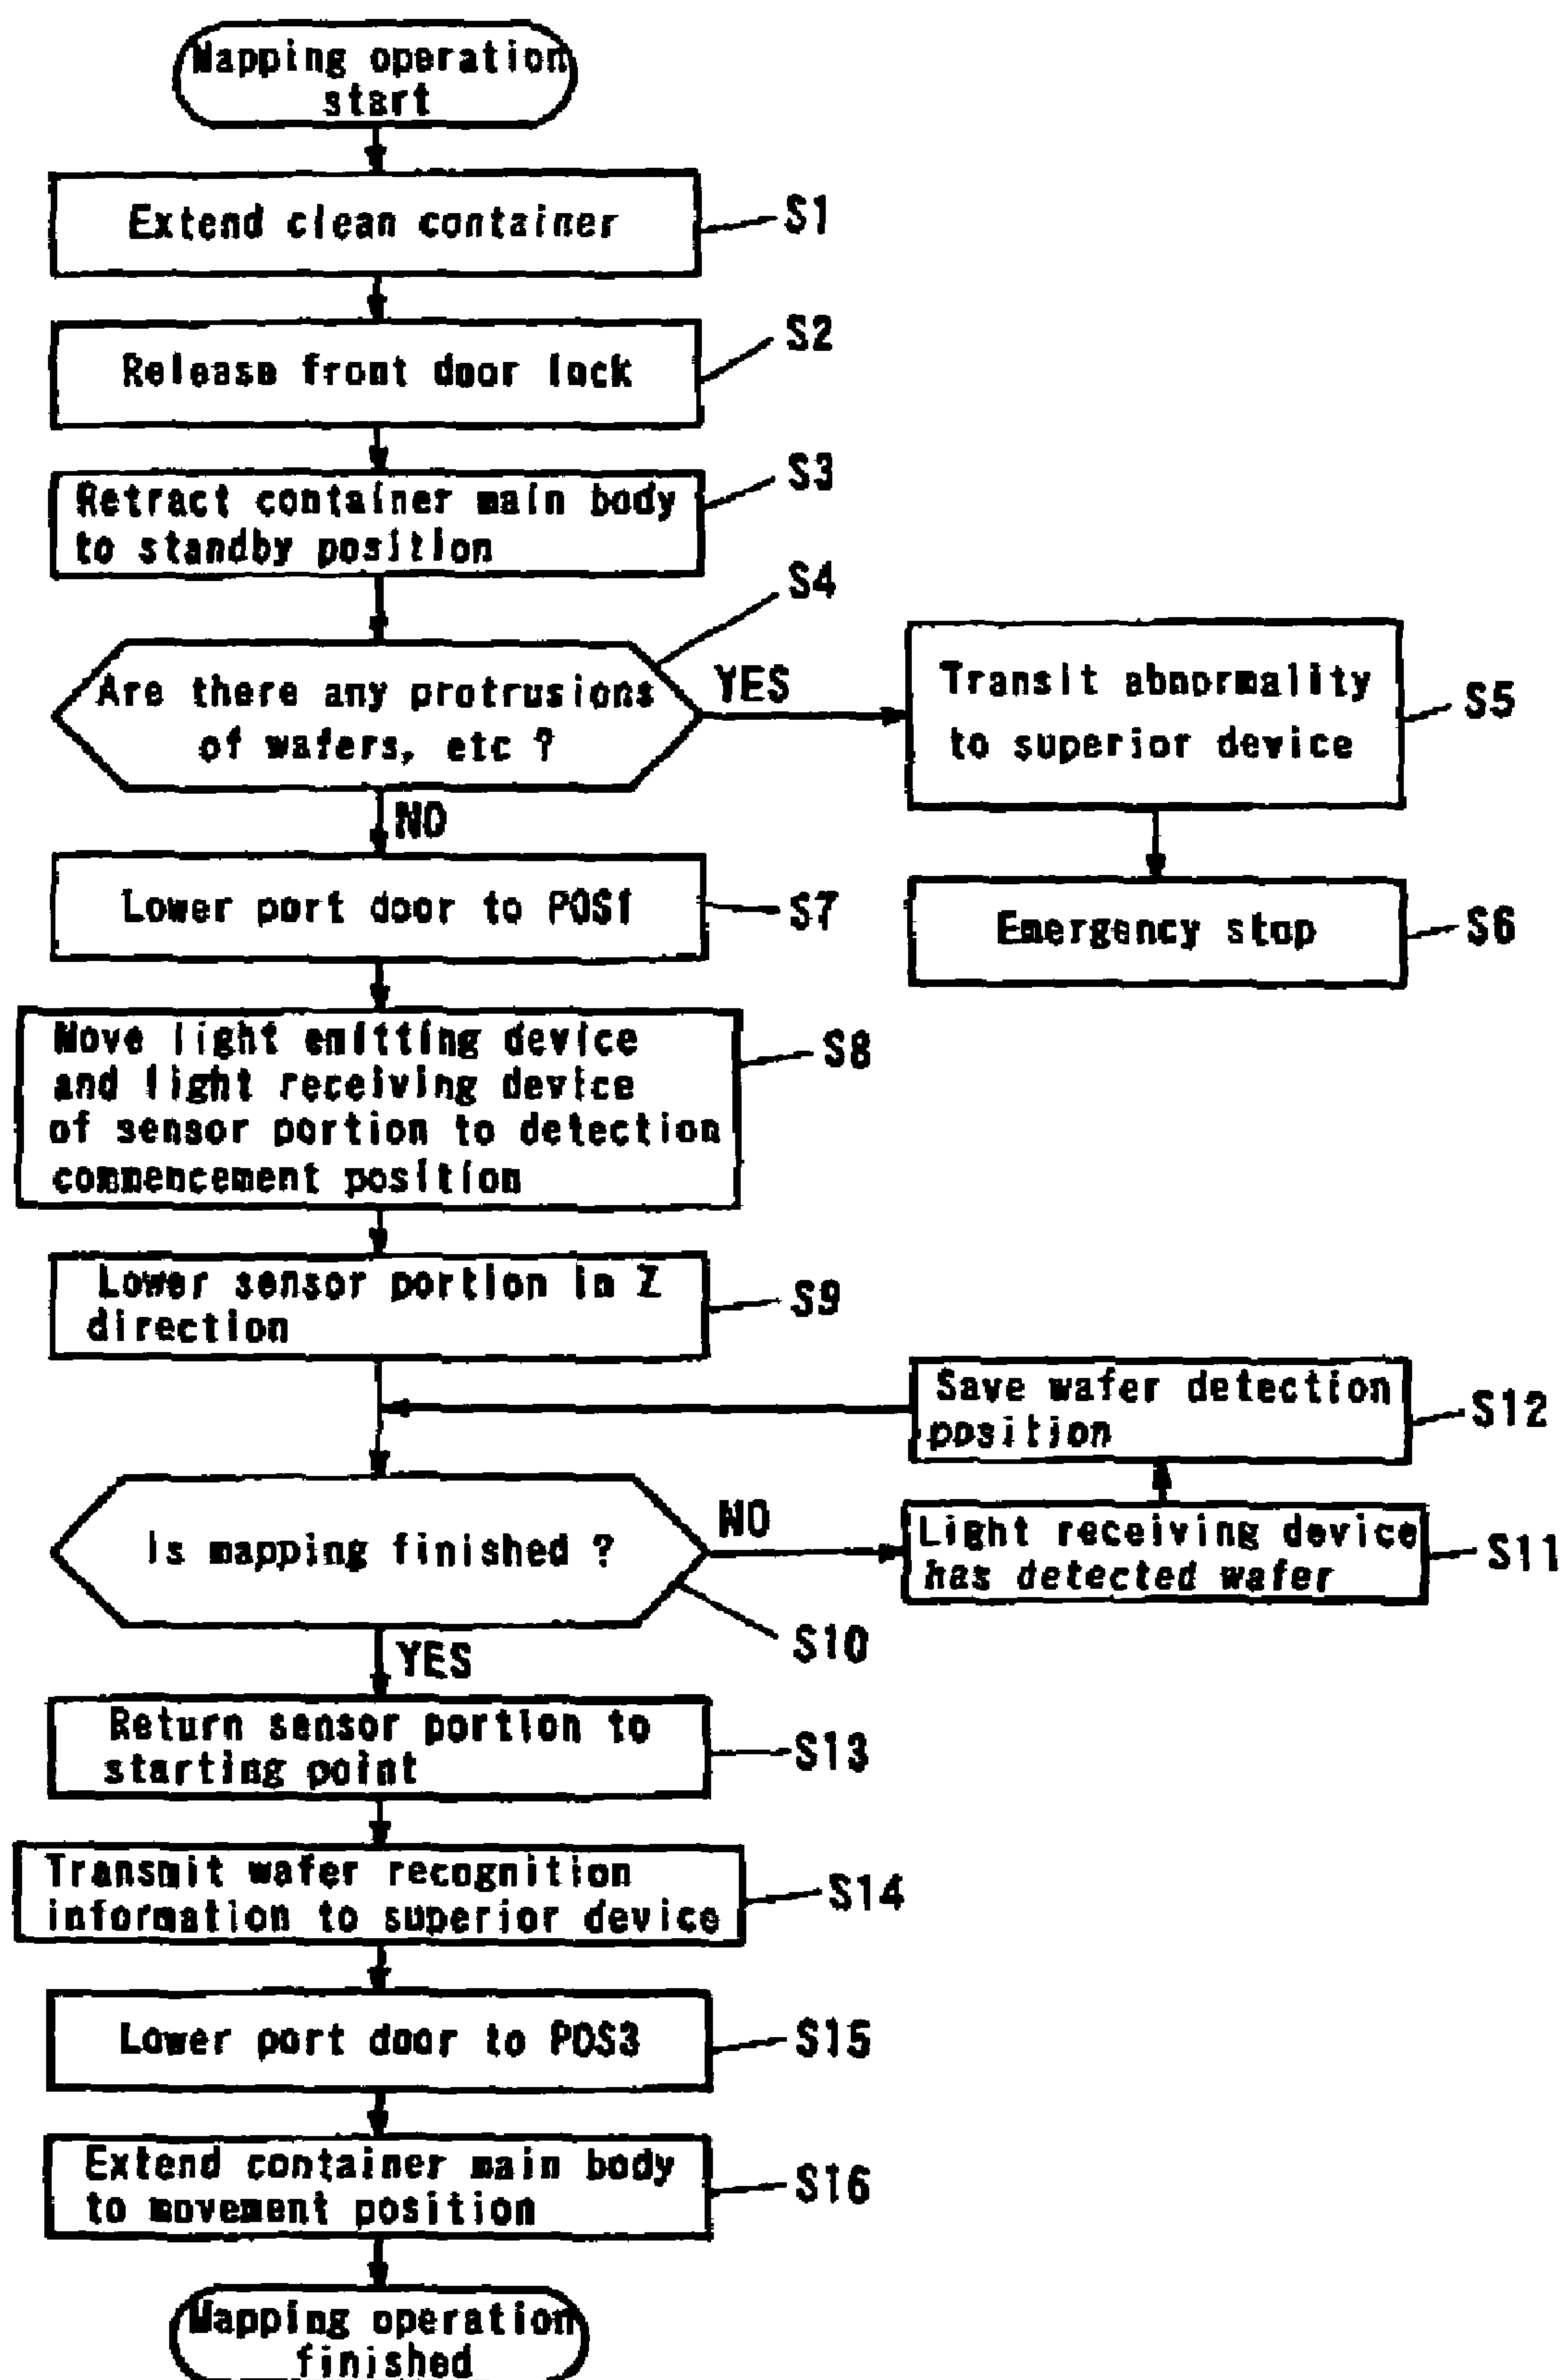 Mapping operation
start
Extend clean container
S1
Release front door lock
S2
Retract container main body
to standby position
S3
S4
Are there any protrusions
of wafers, etc ?
YES
Transit abnormality
to superior device
S5
NO
Lower port door to POS1
S7
Emergency stop
S6
Move light emitting device
and light receiving device
of sensor portion to detection
commencement position
S8
Lower sensor portion in Z
direction
S9
Save wafer detection
position
S12
Is mapping finished ?
NO
Light receiving device
has detected wafer
S11
S10
YES
Return sensor portion to
starting point
S13
Transmit wafer recognition
information to superior device
S14
Lower port door to POS3
S15
Extend container main body
to movement position
S16
Mapping operation
finished